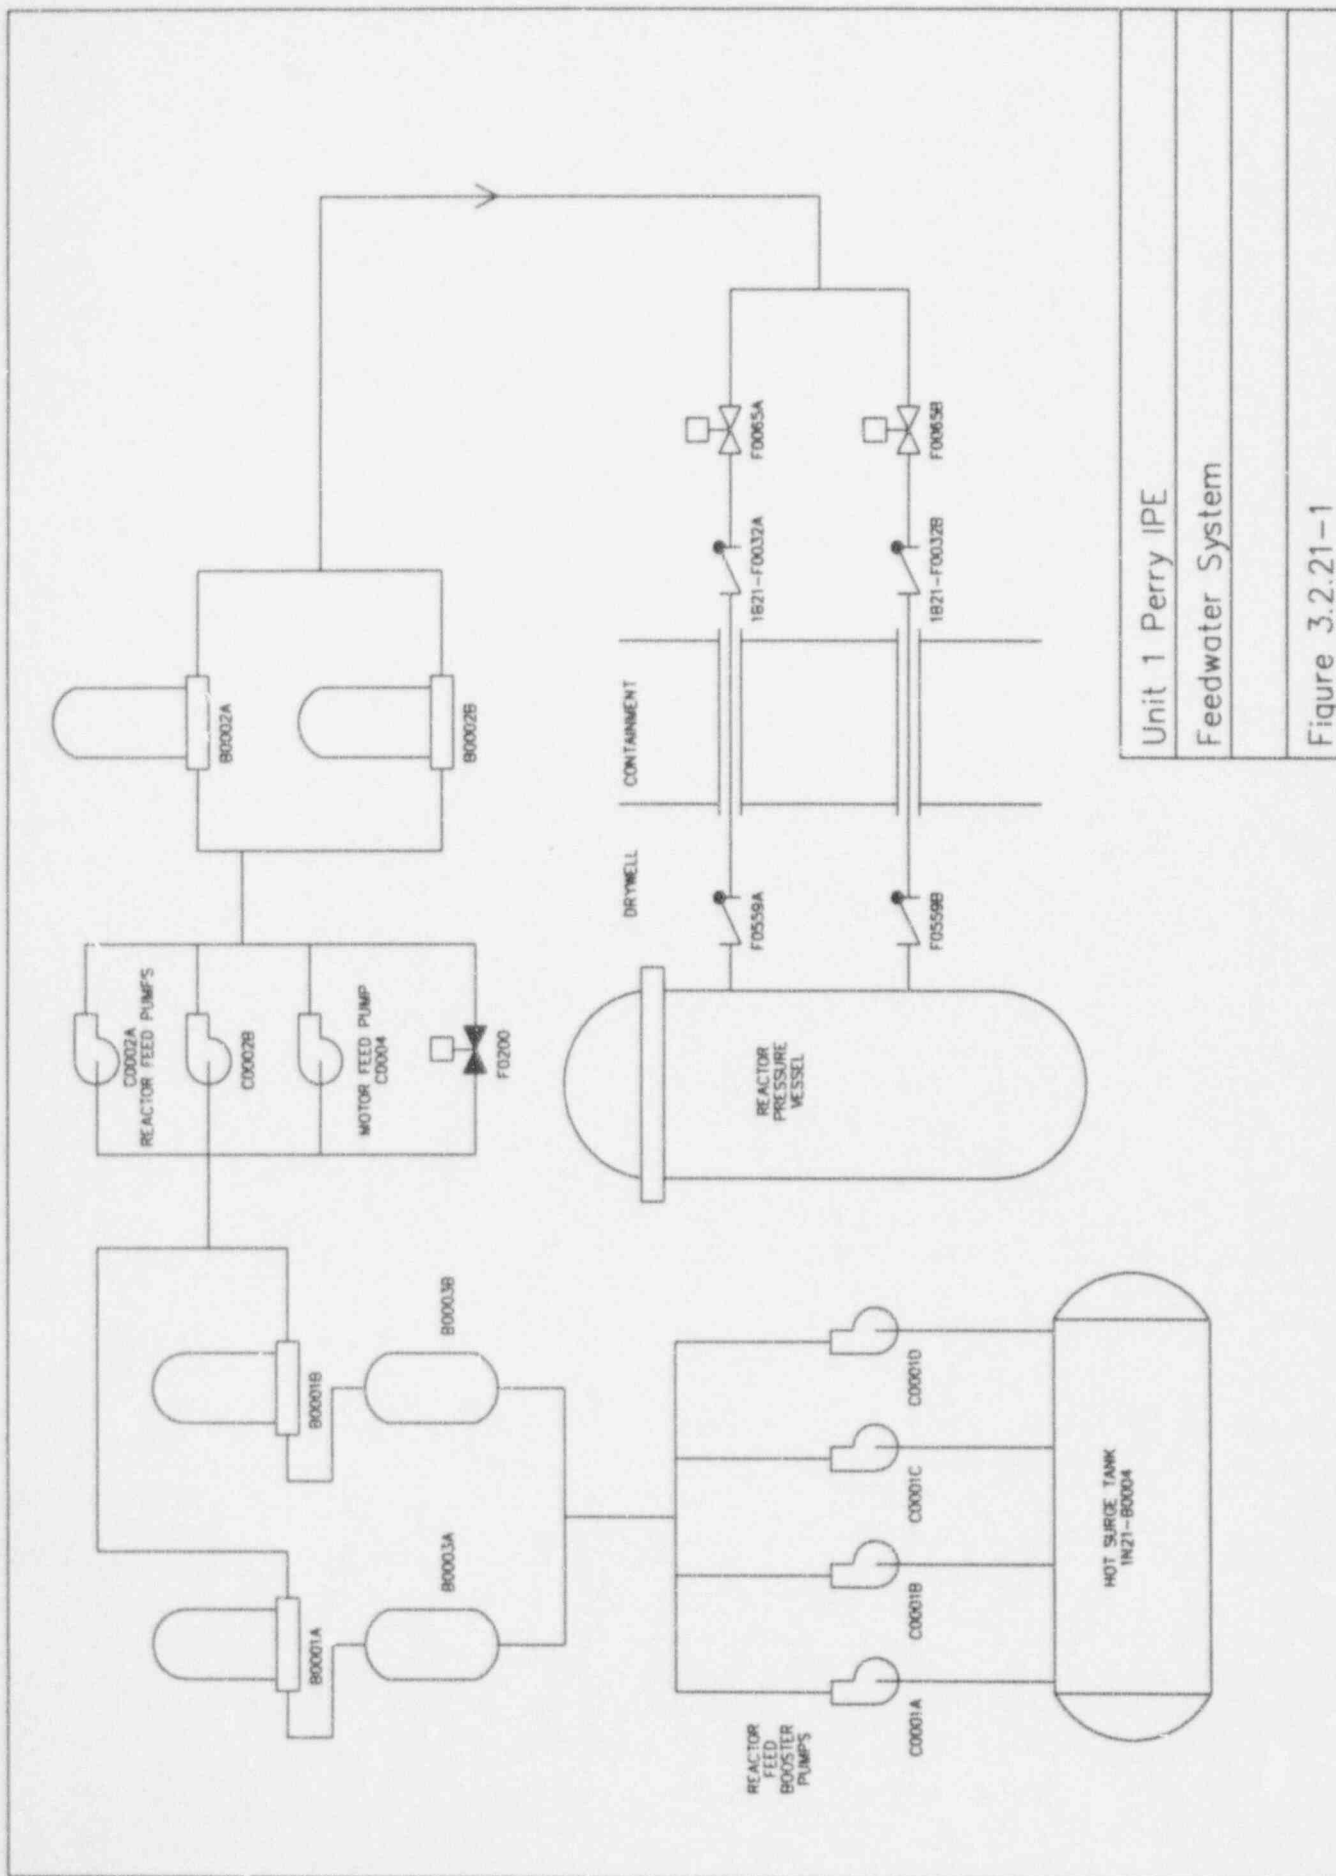 B0002A
B0002B
C0002A
REACTOR FEED PUMPS
C0002B
MOTOR FEED PUMP
C0004
F0200
B0001A
B0001B
B0003A
B0003B
REACTOR
FEED
BOOSTER
PUMPS
C0001A
C0001B
C0001C
C0001D
HOT SURGE TANK
1N21-B0004
REACTOR
PRESSURE
VESSEL
DRYWELL
CONTAINMENT
F0559A
F0559B
1B21-F0032A
1B21-F0032B
F0065A
F0065B
Unit 1 Perry IPE
Feedwater System
Figure 3.2.21-1